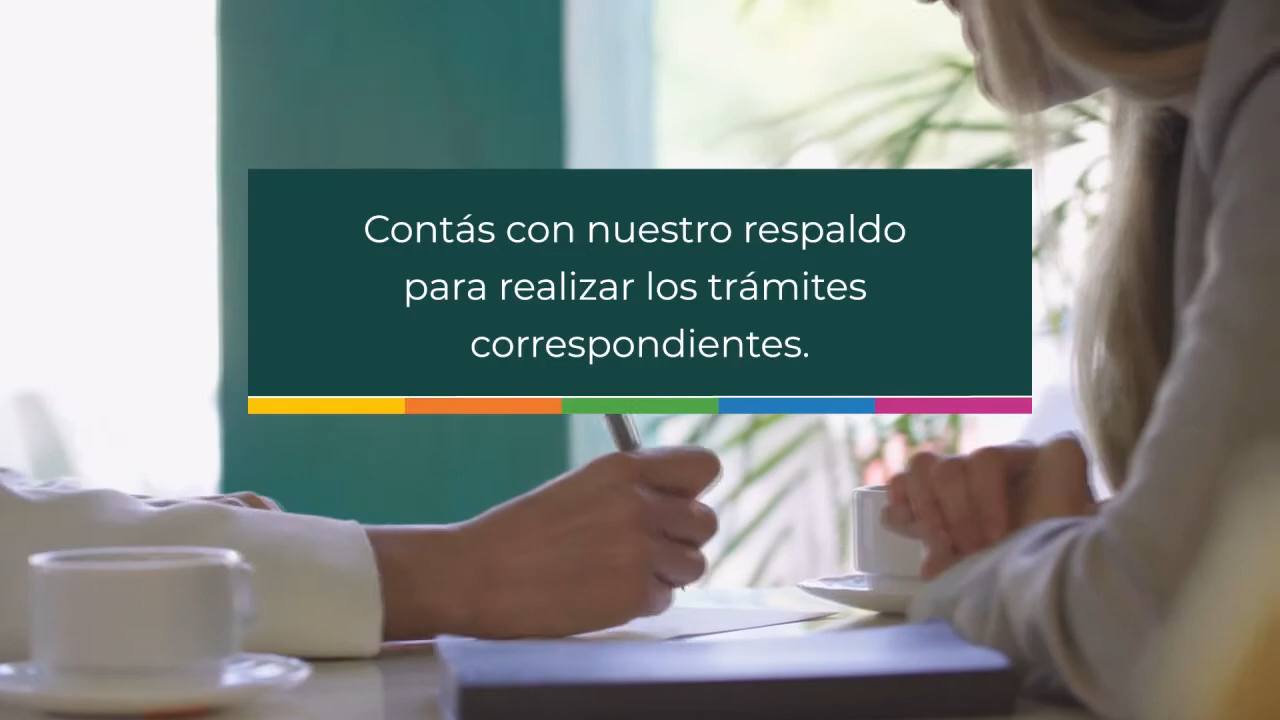 Contás con nuestro respaldo
para realizar los trámites
correspondientes.